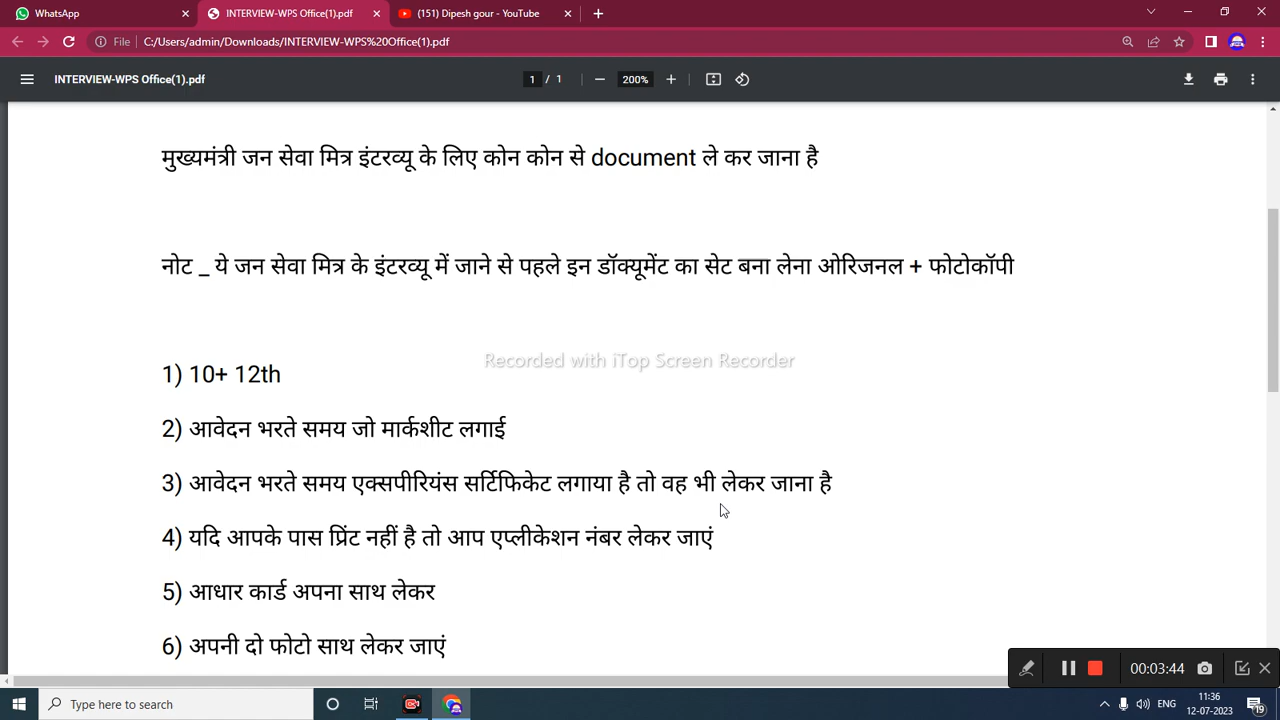 WhatsApp
INTERVIEW-WPS Office(1).pdf
(151) Dipesh gour - YouTube
File C:/Users/admin/Downloads/INTERVIEW-WPS%20Office(1).pdf
INTERVIEW-WPS Office(1).pdf
1 / 1
200%
मुख्यमंत्री जन सेवा मित्र इंटरव्यू के लिए कोन कोन से document ले कर जाना है
नोट _ ये जन सेवा मित्र के इंटरव्यू में जाने से पहले इन डॉक्यूमेंट का सेट बना लेना ओरिजनल + फोटोकॉपी
Recorded with iTop Screen Recorder
1) 10+ 12th
2) आवेदन भरते समय जो मार्कशीट लगाई
3) आवेदन भरते समय एक्सपीरियंस सर्टिफिकेट लगाया है तो वह भी लेकर जाना है
4) यदि आपके पास प्रिंट नहीं है तो आप एप्लीकेशन नंबर लेकर जाएं
5) आधार कार्ड अपना साथ लेकर
6) अपनी दो फोटो साथ लेकर जाएं
00:03:44
Type here to search
ENG
11:36
12-07-2023
19